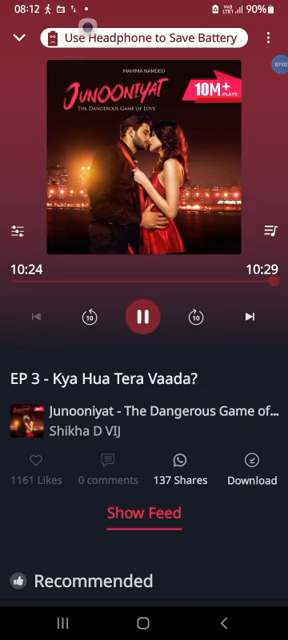 08:12
90%
Use Headphone to Save Battery
07:02
MAHIMA NAMDEO
JUNOONIYAT
THE DANGEROUS GAME OF LOVE
10M+
PLAYS
10:24
10:29
10
10
EP 3 - Kya Hua Tera Vaada?
Junooniyat - The Dangerous Game of...
Shikha D VIJ
1161 Likes
0 comments
137 Shares
Download
Show Feed
Recommended